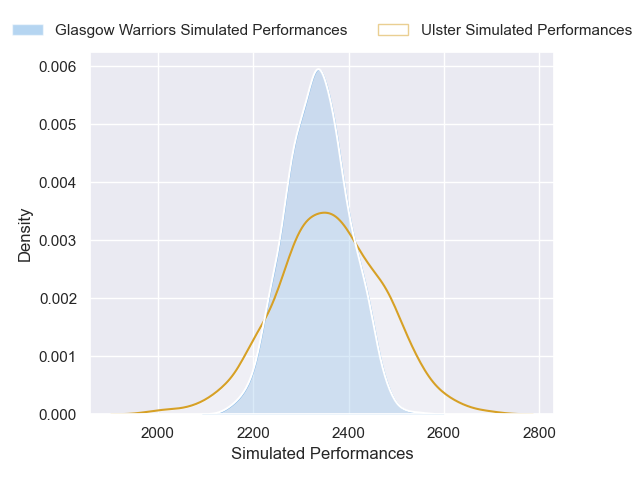 Glasgow Warriors Simulated Performances Ulster Simulated Performances
0.006
0.005
0.004
0.003
0.002
0.001
0.000
Density
2000 2200 2400 2600 2800
Simulated Performances